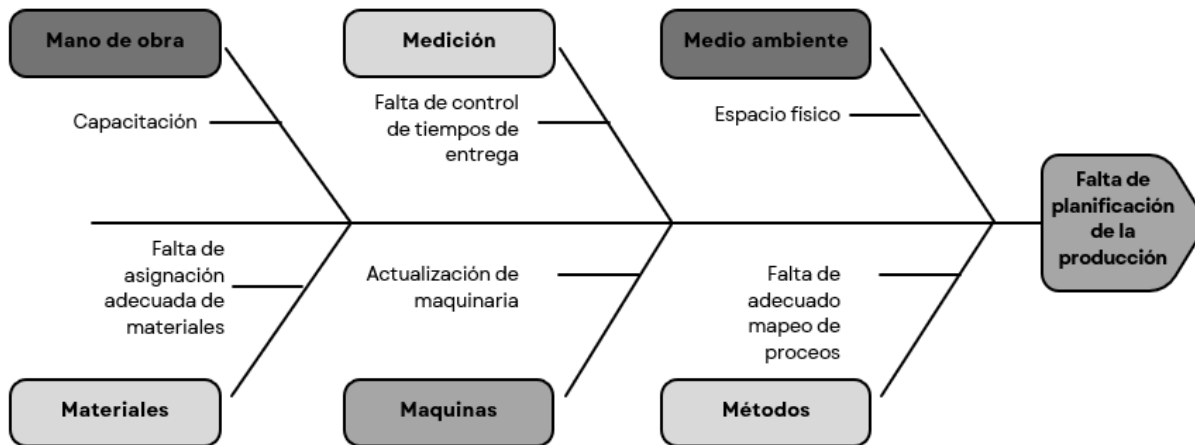 Mano de obra
Medición
Medio ambiente
Capacitación
Falta de control
de tiempos de
entrega
Espacio físico
Falta de
planificación
de la
producción
Falta de
asignación
adecuada de
materiales
Actualización de
maquinaria
Falta de
adecuado
mapeo de
proceos
Materiales
Maquinas
Métodos